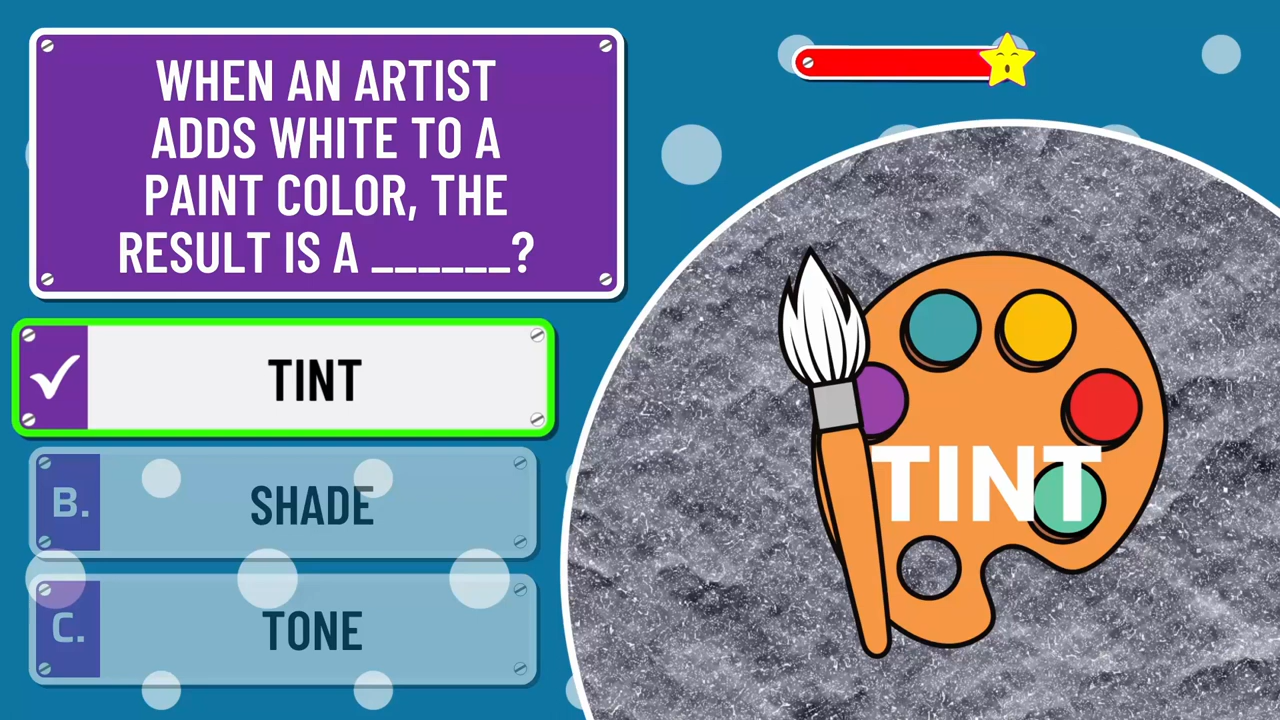 WHEN AN ARTIST
ADDS WHITE TO A
PAINT COLOR, THE
RESULT IS A ______?
TINT
B. SHADE
C. TONE
TINT